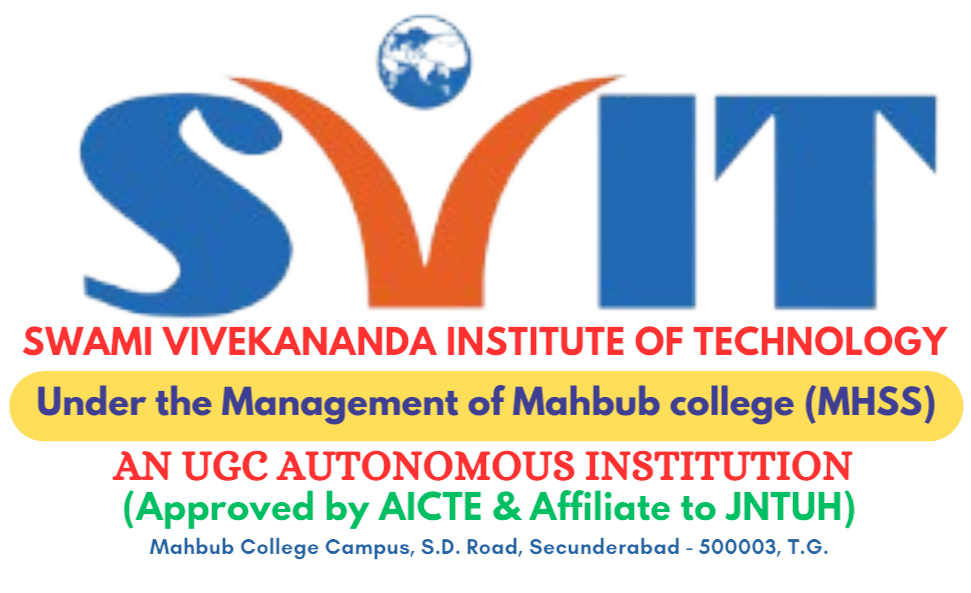 SVIT
SWAMI VIVEKANANDA INSTITUTE OF TECHNOLOGY
Under the Management of Mahbub college (MHSS)
AN UGC AUTONOMOUS INSTITUTION
(Approved by AICTE & Affiliate to JNTUH)
Mahbub College Campus, S.D. Road, Secunderabad - 500003, T.G.